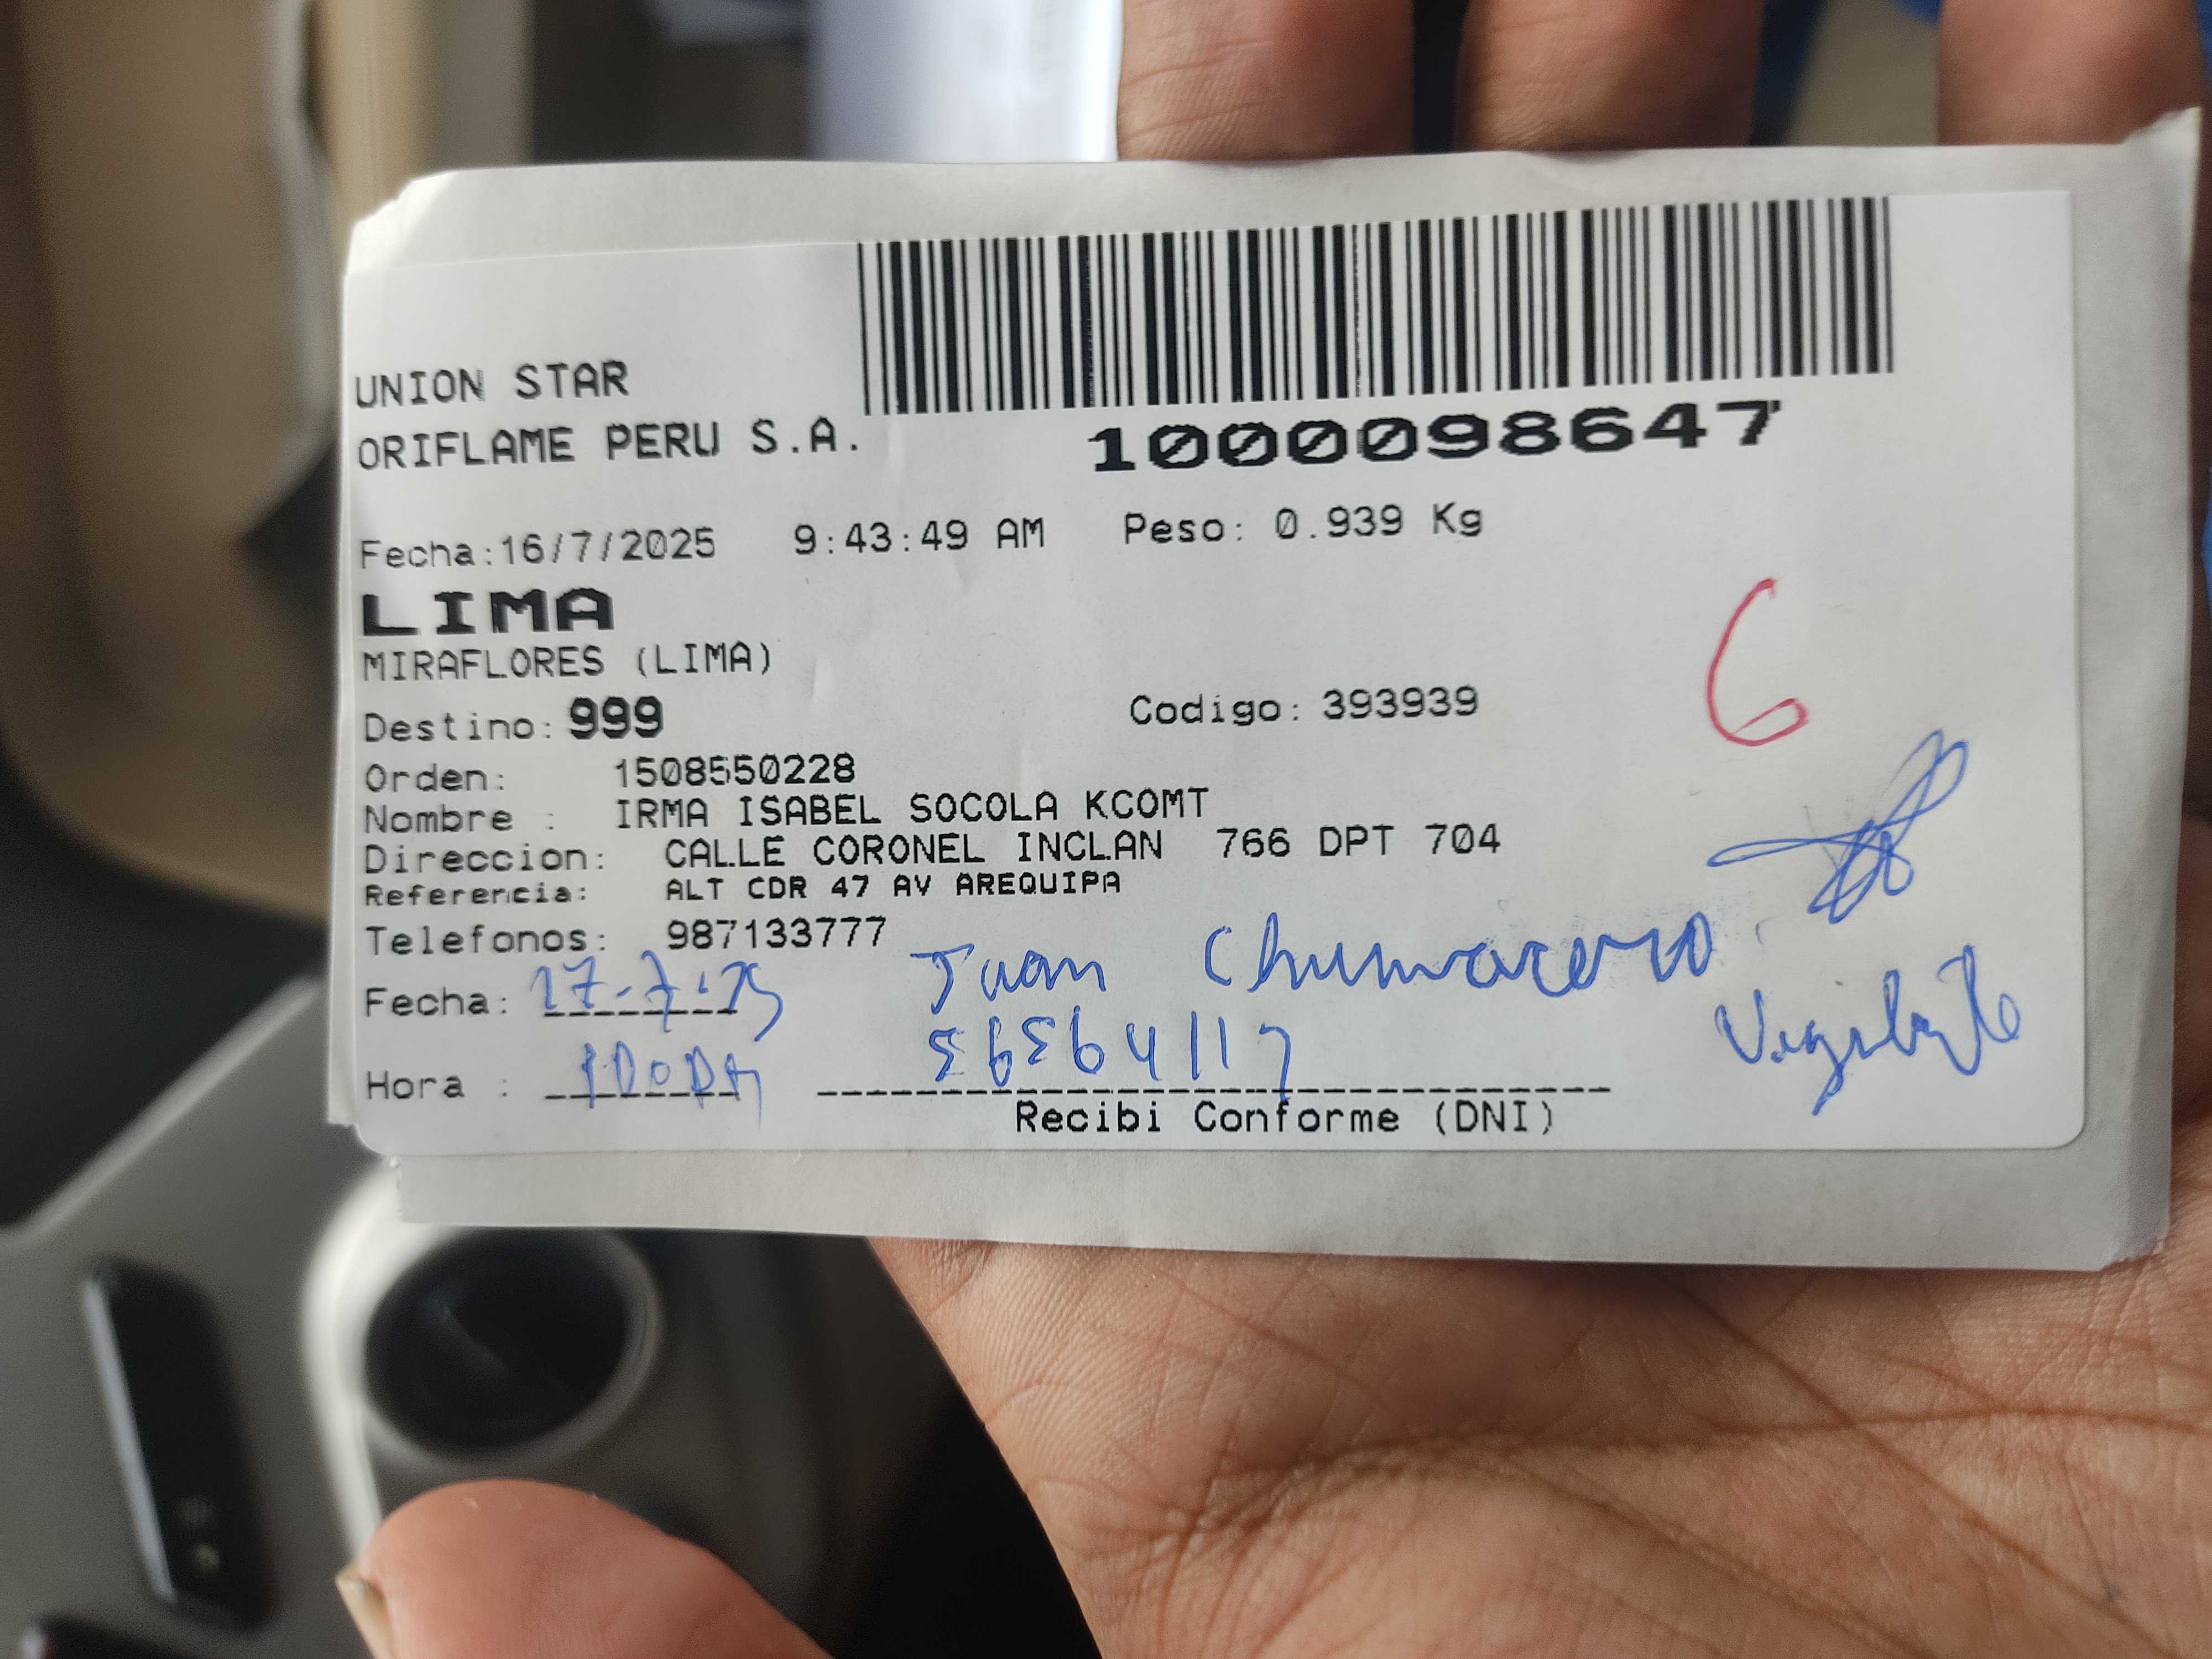 UNION STAR
ORIFLAME PERU S.A.
1000098647
Fecha:16/7/2025 9:43:49 AM Peso: 0.939 Kg
LIMA
MIRAFLORES (LIMA)
Destino: 999 Codigo: 393939
6
Orden: 1508550228
Nombre : IRMA ISABEL SOCOLA KCOMT
Direccion: CALLE CORONEL INCLAN 766 DPT 704
Referencia: ALT CDR 47 AV AREQUIPA
Telefonos: 987133777
Juan Chumacero
Fecha: 17-7-25
Hora :
Recibi Conforme (DNI)